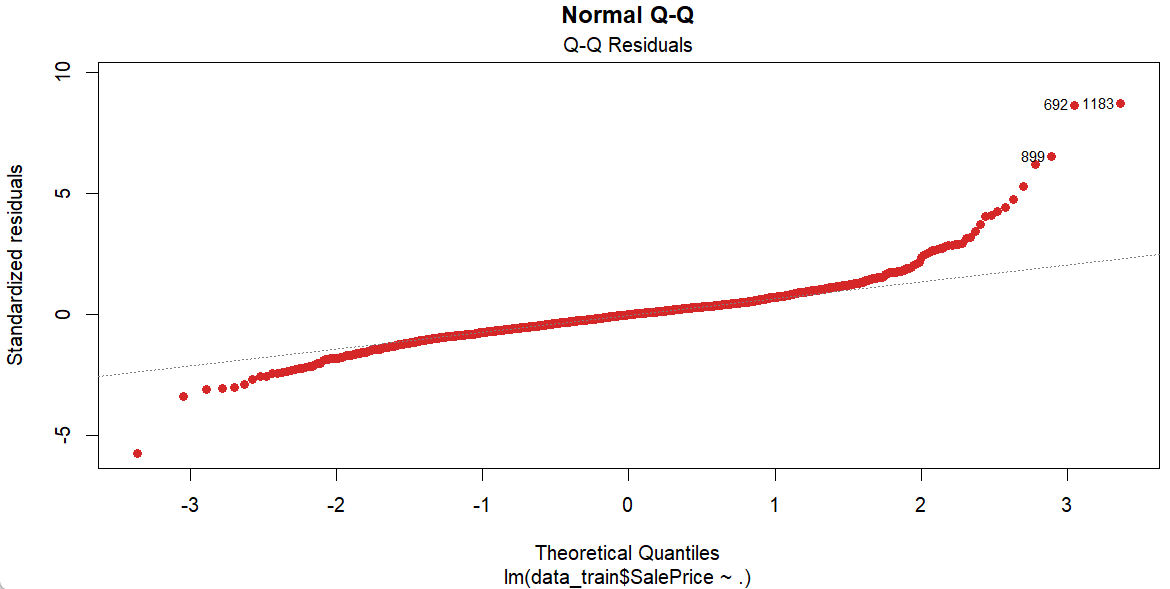 Normal Q-Q
Q-Q Residuals
Standardized residuals
10
5
0
-5
692
1183
899
-3 -2 -1 0 1 2 3
Theoretical Quantiles
lm(data_train$SalePrice ~ .)